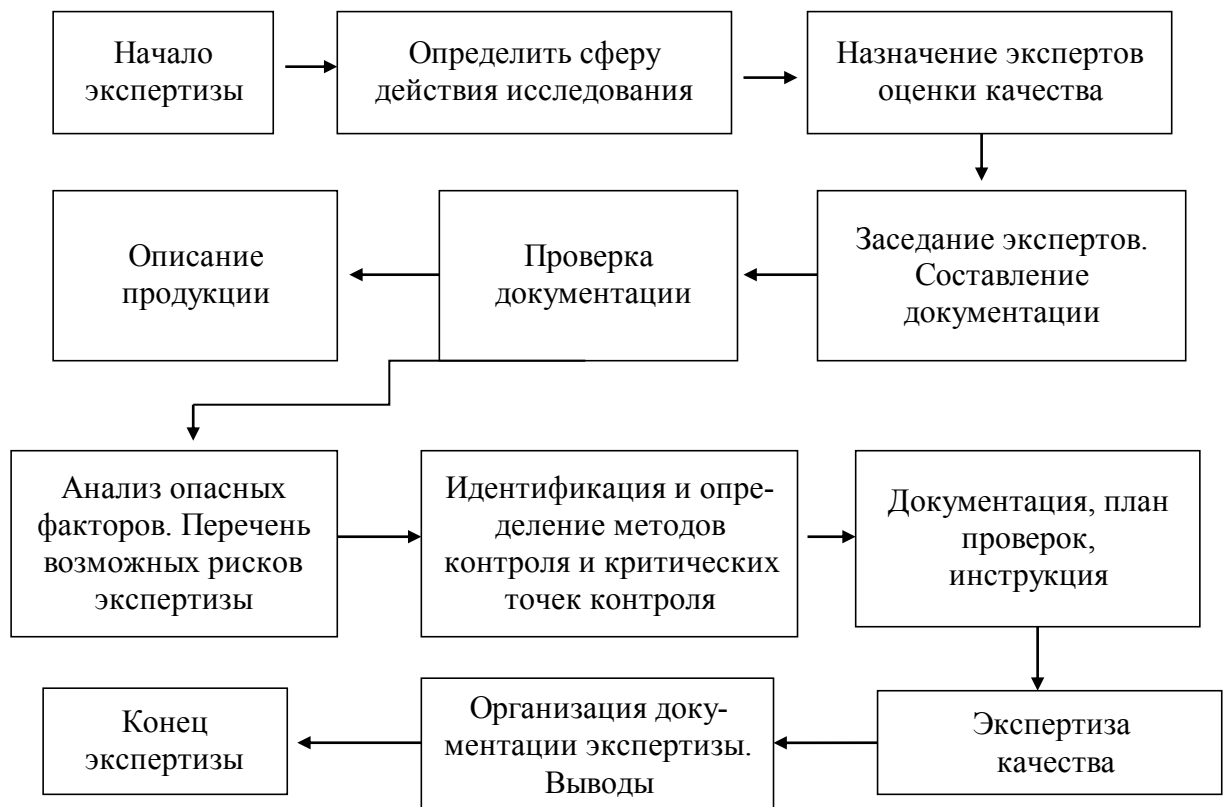 Начало
экспертизы
Определить сферу
действия исследования
Назначение экспертов
оценки качества
Заседание экспертов.
Составление
документации
Проверка
документации
Описание
продукции
Анализ опасных
факторов. Перечень
возможных рисков
экспертизы
Идентификация и опре-
деление методов
контроля и критических
точек контроля
Документация, план
проверок,
инструкция
Экспертиза
качества
Организация доку-
ментации экспертизы.
Выводы
Конец
экспертизы